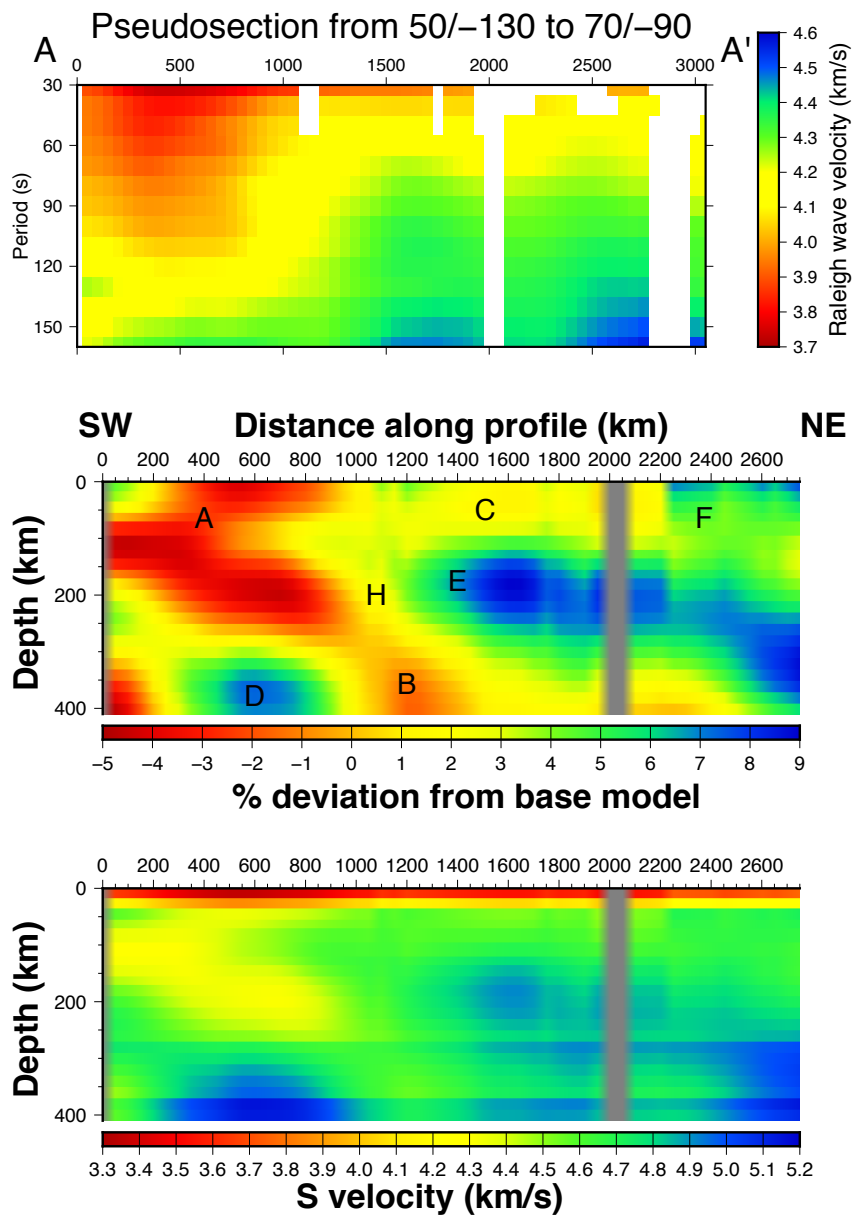 Pseudosection from 50/−130 to 70/−90
A A'
0 500 1000 1500 2000 2500 3000
30
60
90
120
150
Period (s)
4.6
4.5
4.4
4.3
4.2
4.1
4.0
3.9
3.8
3.7
Raleigh wave velocity (km/s)
SW Distance along profile (km) NE
0 200 400 600 800 1000 1200 1400 1600 1800 2000 2200 2400 2600
0
200
400
Depth (km)
A
C
F
H
E
D
B
−5 −4 −3 −2 −1 0 1 2 3 4 5 6 7 8 9
% deviation from base model
0 200 400 600 800 1000 1200 1400 1600 1800 2000 2200 2400 2600
0
200
400
Depth (km)
3.3 3.4 3.5 3.6 3.7 3.8 3.9 4.0 4.1 4.2 4.3 4.4 4.5 4.6 4.7 4.8 4.9 5.0 5.1 5.2
S velocity (km/s)